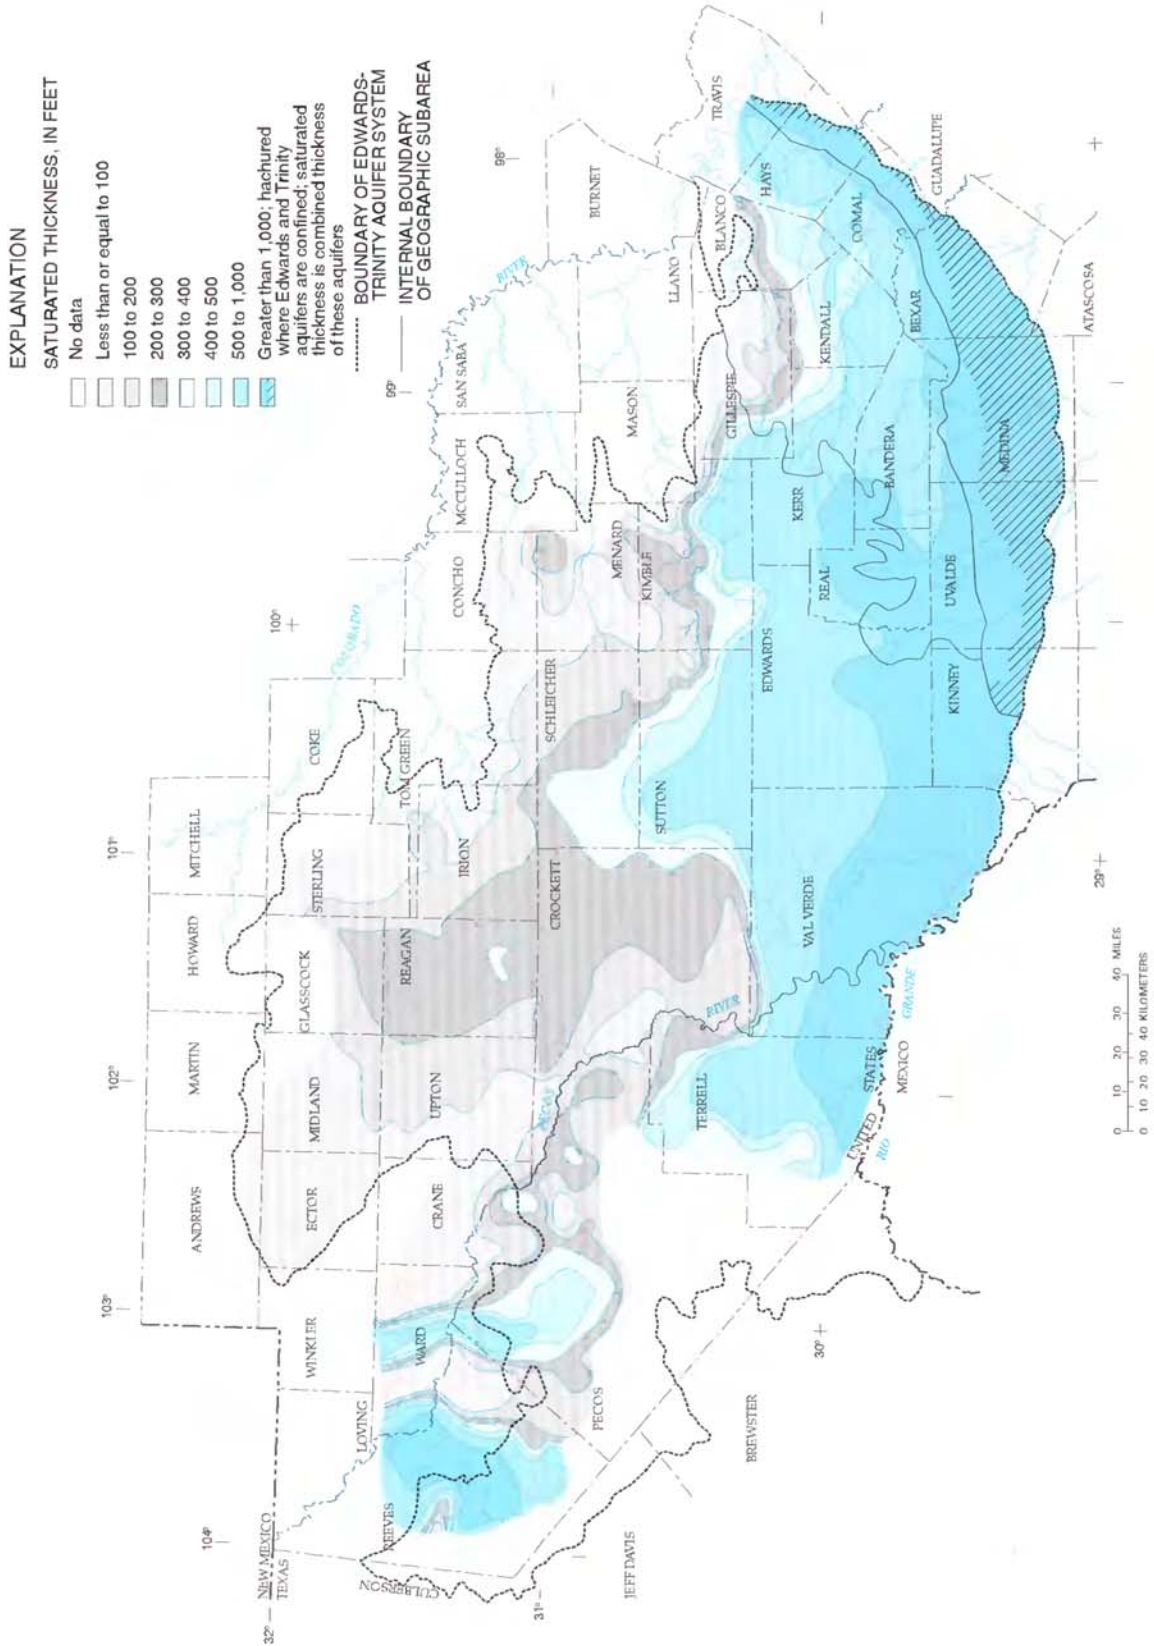 EXPLANATION
SATURATED THICKNESS, IN FEET
No data
Less than or equal to 100
100 to 200
200 to 300
300 to 400
400 to 500
500 to 1,000
Greater than 1,000; hachured
where Edwards and Trinity
aquifers are confined; saturated
thickness is combined thickness
of these aquifers
BOUNDARY OF EDWARDS-
TRINITY AQUIFER SYSTEM
INTERNAL BOUNDARY
OF GEOGRAPHIC SUBAREA
104°
103°
102°
101°
100°
99°
98°
32°
31°
30°
29°
NEW MEXICO
TEXAS
ANDREWS
MARTIN
HOWARD
MITCHELL
LOVING
WINKLER
ECTOR
MIDLAND
GLASSCOCK
STERLING
COKE
COLORADO
RIVER
CULBERSON
REEVES
WARD
CRANE
UPTON
REAGAN
IRION
TOM GREEN
CONCHO
MCCULLOCH
SAN SABA
JEFF DAVIS
PECOS
PECOS
RIVER
CROCKETT
SCHLEICHER
MENARD
KIMBLE
MASON
LLANO
BURNET
BREWSTER
TERRELL
SUTTON
GILLESPIE
BLANCO
TRAVIS
VAL VERDE
EDWARDS
REAL
KERR
KENDALL
HAYS
COMAL
BANDERA
BEXAR
GUADALUPE
KINNEY
UVALDE
MEDINA
ATASCOSA
UNITED STATES
MEXICO
RIO GRANDE
0 10 20 30 40 MILES
0 10 20 30 40 KILOMETERS